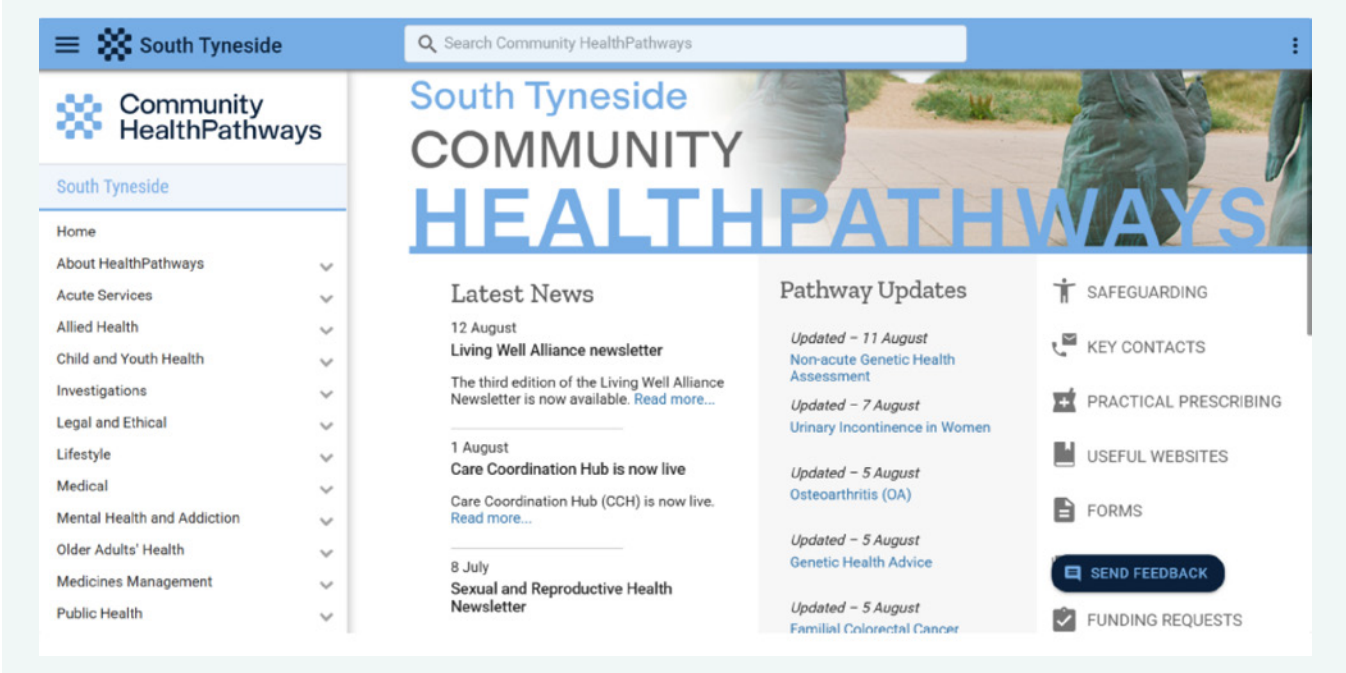 South Tyneside
Search Community HealthPathways
Community
HealthPathways
South Tyneside
Home
About HealthPathways
Acute Services
Allied Health
Child and Youth Health
Investigations
Legal and Ethical
Lifestyle
Medical
Mental Health and Addiction
Older Adults' Health
Medicines Management
Public Health
South Tyneside
COMMUNITY
HEALTHPATHWAYS
Latest News
12 August
Living Well Alliance newsletter
The third edition of the Living Well Alliance
Newsletter is now available. Read more...
1 August
Care Coordination Hub is now live
Care Coordination Hub (CCH) is now live.
Read more...
8 July
Sexual and Reproductive Health
Newsletter
Pathway Updates
Updated – 11 August
Non-acute Genetic Health
Assessment
Updated – 7 August
Urinary Incontinence in Women
Updated – 5 August
Osteoarthritis (OA)
Updated – 5 August
Genetic Health Advice
Updated – 5 August
Familial Colorectal Cancer
SAFEGUARDING
KEY CONTACTS
PRACTICAL PRESCRIBING
USEFUL WEBSITES
FORMS
SEND FEEDBACK
FUNDING REQUESTS